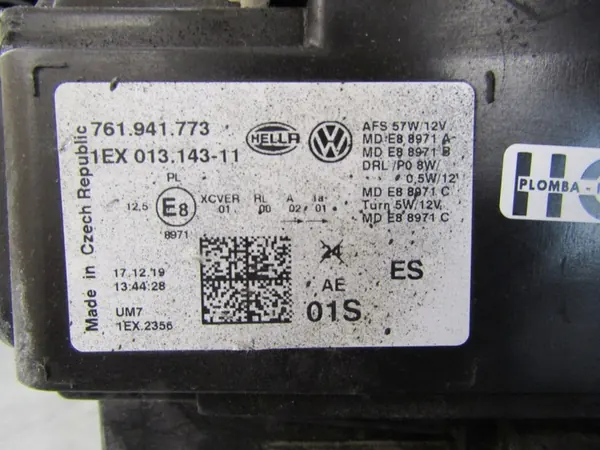 Made in Czech Republic
761.941.773
1EX 013.143-11
HELLA
VW
AFS 57W/12V
MD E8 8971 A
MD E8 8971 B
DRL /P0 8W/
0,5W/12
MD E8 8971 C
Turn 5W/12V
MD E8 8971 C
PL
12,5 E8
8971
XCVER RL A 1a
01 00 02 01
17.12.19
13:44:28
UM7
1EX.2356
24
AE
01S
ES
PLOMBA-